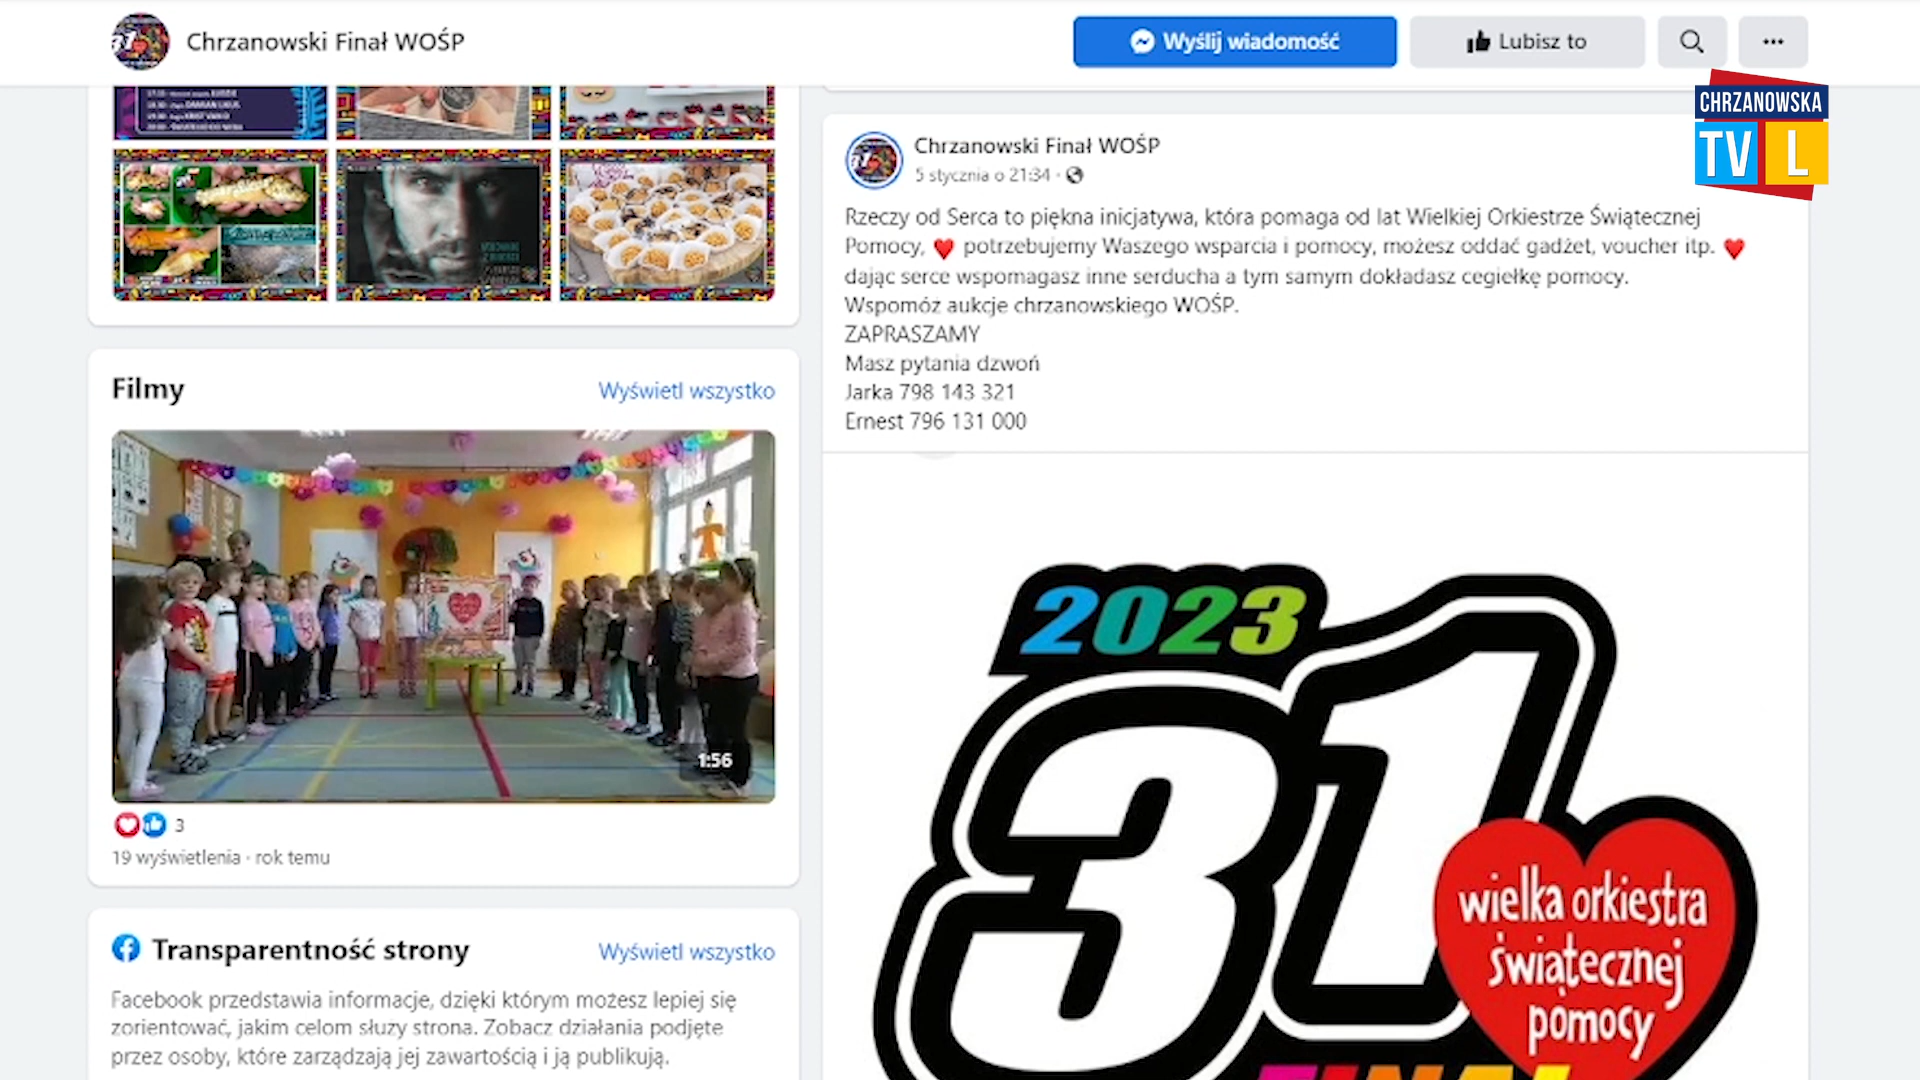 Chrzanowski Finał WOŚP
Wyślij wiadomość
Lubisz to
CHRZANOWSKA
TV L
Filmy
Wyświetl wszystko
1:56
3
19 wyświetlenia · rok temu
Transparentność strony
Wyświetl wszystko
Facebook przedstawia informacje, dzięki którym możesz lepiej się
zorientować, jakim celom służy strona. Zobacz działania podjęte
przez osoby, które zarządzają jej zawartością i ją publikują.
Chrzanowski Finał WOŚP
5 stycznia o 21:34 ·
Rzeczy od Serca to piękna inicjatywa, która pomaga od lat Wielkiej Orkiestrze Świątecznej
Pomocy, ♥ potrzebujemy Waszego wsparcia i pomocy, możesz oddać gadżet, voucher itp. ♥
dając serce wspomagasz inne serducha a tym samym dokładasz cegiełkę pomocy.
Wspomóż aukcje chrzanowskiego WOŚP.
ZAPRASZAMY
Masz pytania dzwoń
Jarka 798 143 321
Ernest 796 131 000
2023
31
wielka orkiestra
świątecznej
pomocy
FINAŁ